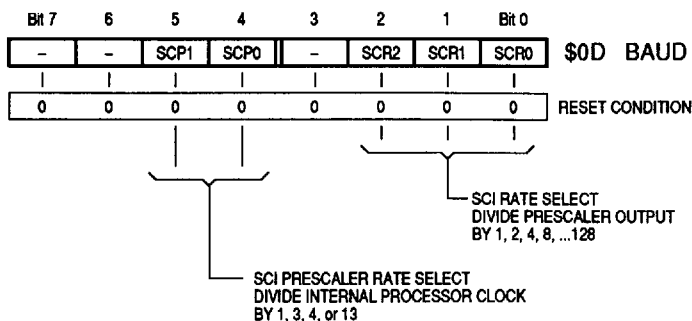 Bit 7 6 5 4 3 2 1 Bit 0
– – SCP1 SCP0 – SCR2 SCR1 SCR0 $0D BAUD
0 0 0 0 0 0 0 0 RESET CONDITION
SCI RATE SELECT
DIVIDE PRESCALER OUTPUT
BY 1, 2, 4, 8, ...128
SCI PRESCALER RATE SELECT
DIVIDE INTERNAL PROCESSOR CLOCK
BY 1, 3, 4, or 13